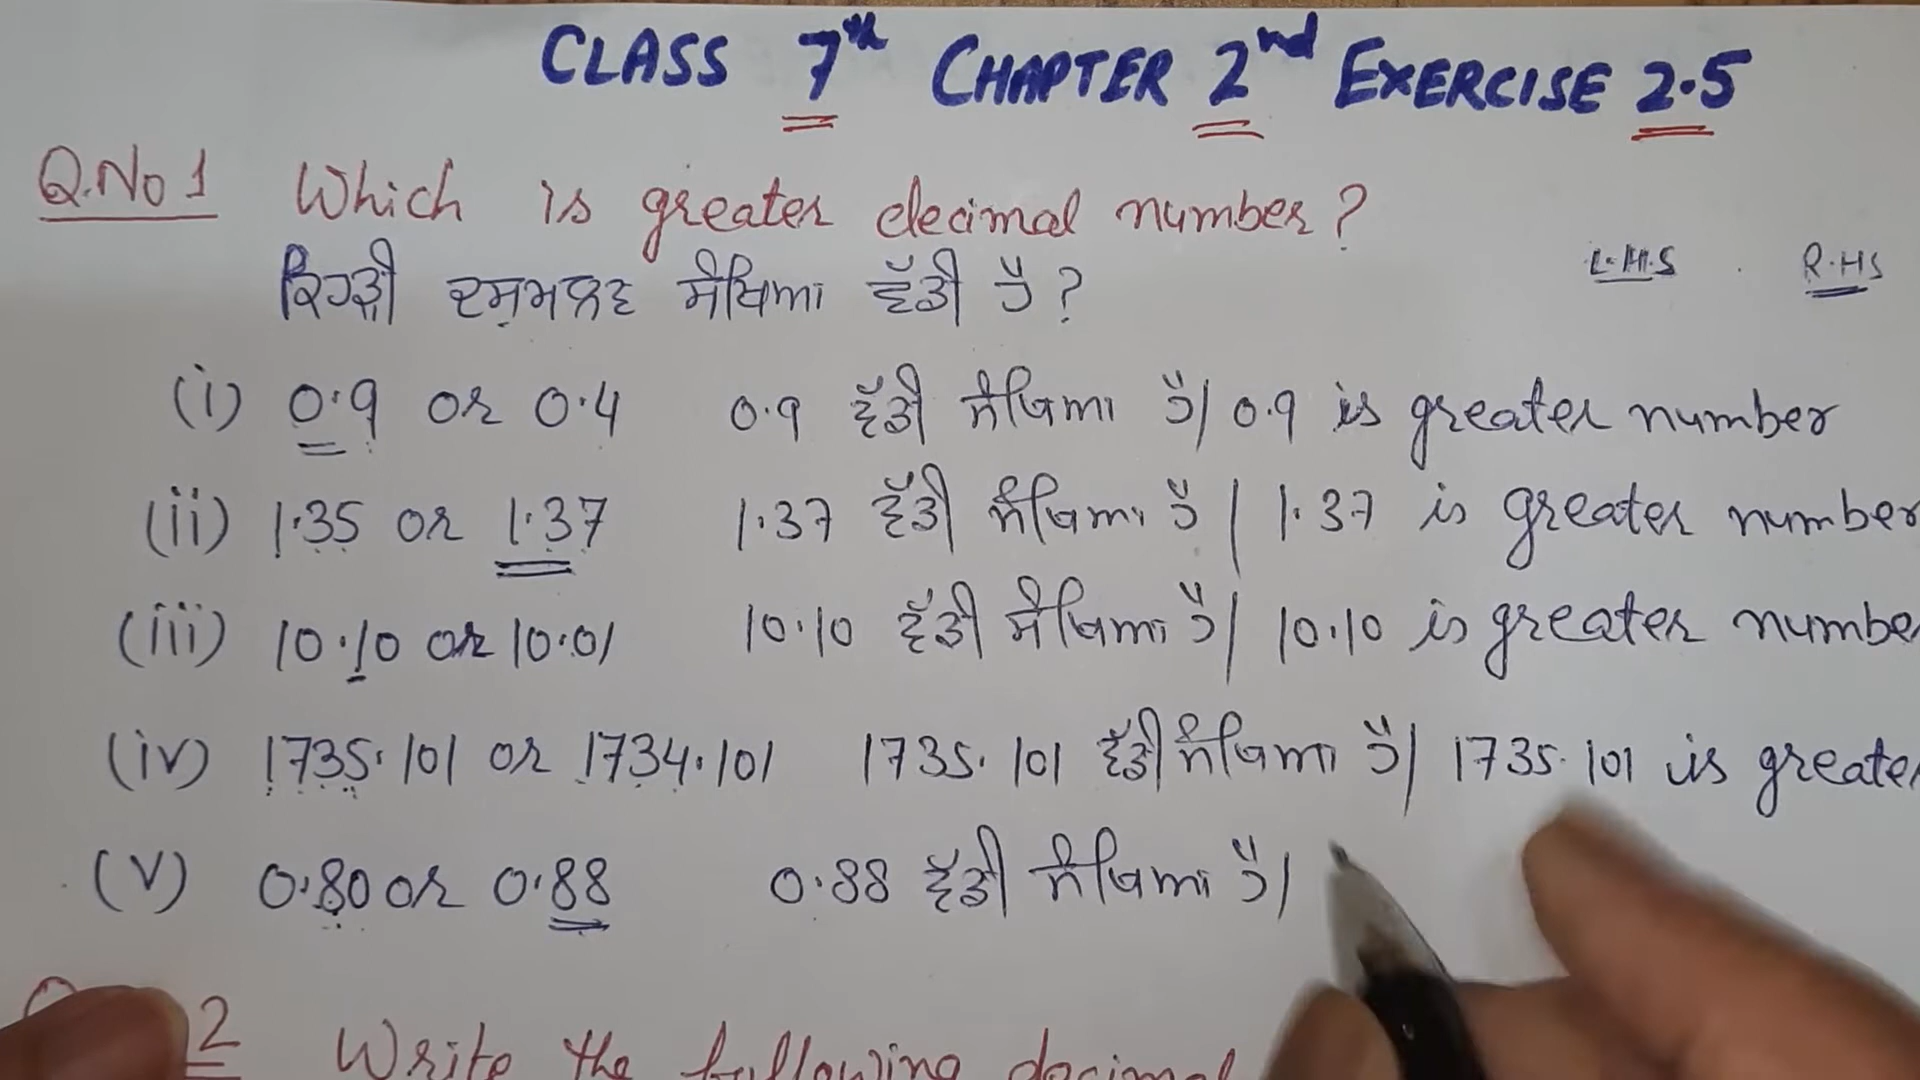 CLASS 7th CHAPTER 2nd EXERCISE 2.5
Q.No 1 Which is greater decimal number?
ਕਿਹੜੀ ਦਸ਼ਮਲਵ ਸੰਖਿਆ ਵੱਡੀ ਹੈ?
L.H.S R.HS
(i) 0.9 or 0.4 0.9 ਵੱਡੀ ਸੰਖਿਆ ਹੈ| 0.9 is greater number
(ii) 1.35 or 1.37 1.37 ਵੱਡੀ ਸੰਖਿਆ ਹੈ| 1.37 is greater number
(iii) 10.10 or 10.01 10.10 ਵੱਡੀ ਸੰਖਿਆ ਹੈ| 10.10 is greater numbe
(iv) 1735.101 or 1734.101 1735.101 ਵੱਡੀ ਸੰਖਿਆ ਹੈ| 1735.101 is greate
(v) 0.80 or 0.88 0.88 ਵੱਡੀ ਸੰਖਿਆ ਹੈ|
2 Write the following decimal